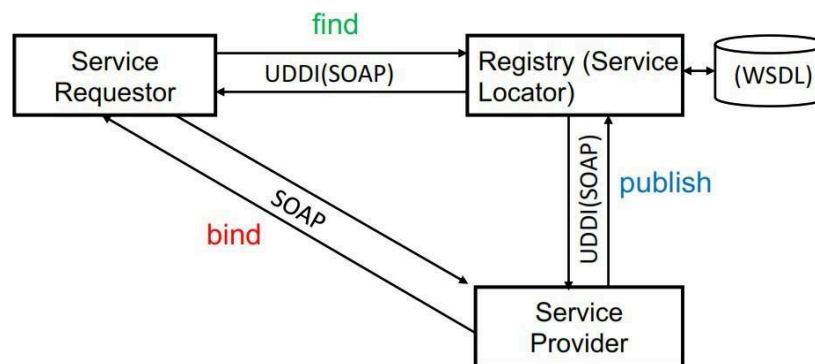 find
Service
Requestor
UDDI(SOAP)
Registry (Service
Locator)
(WSDL)
SOAP
bind
UDDI(SOAP)
publish
Service
Provider